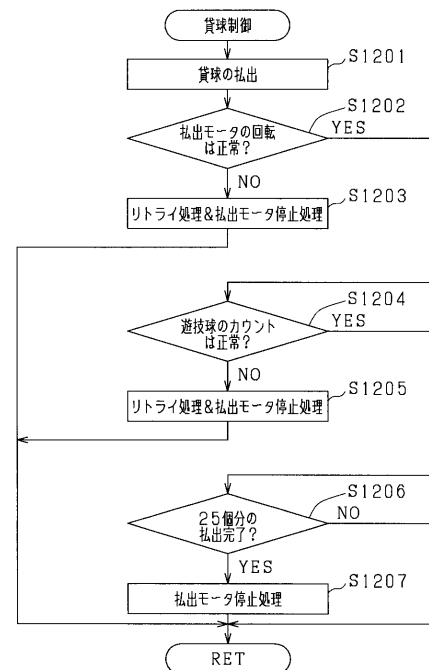 貸球制御
貸球の払出
S1201
払出モータの回転
は正常?
S1202
YES
NO
リトライ処理&払出モータ停止処理
S1203
遊技球のカウント
は正常?
S1204
YES
NO
リトライ処理&払出モータ停止処理
S1205
25個分の
払出完了?
S1206
NO
YES
払出モータ停止処理
S1207
RET